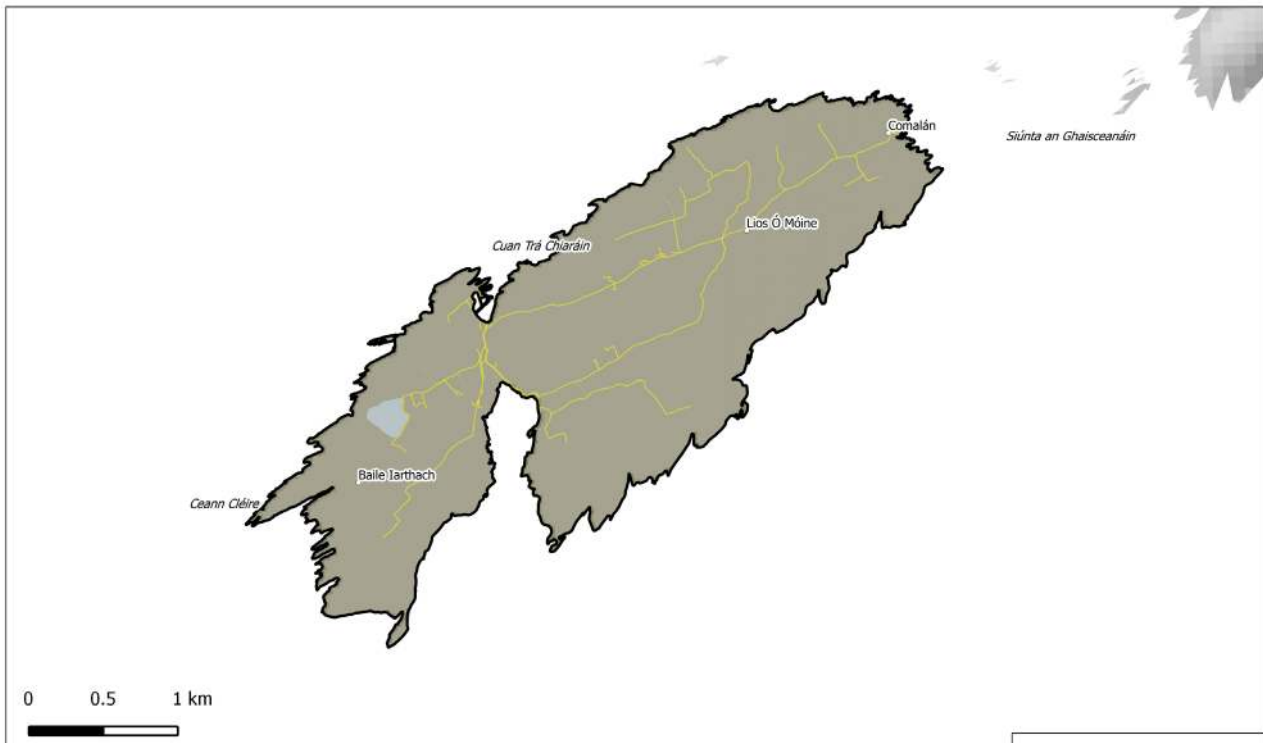 Comalán
Siúnta an Ghaisceanáin
Lios Ó Móine
Cuan Trá Chiaráin
Baile Iarthach
Ceann Cléire
0 0.5 1 km